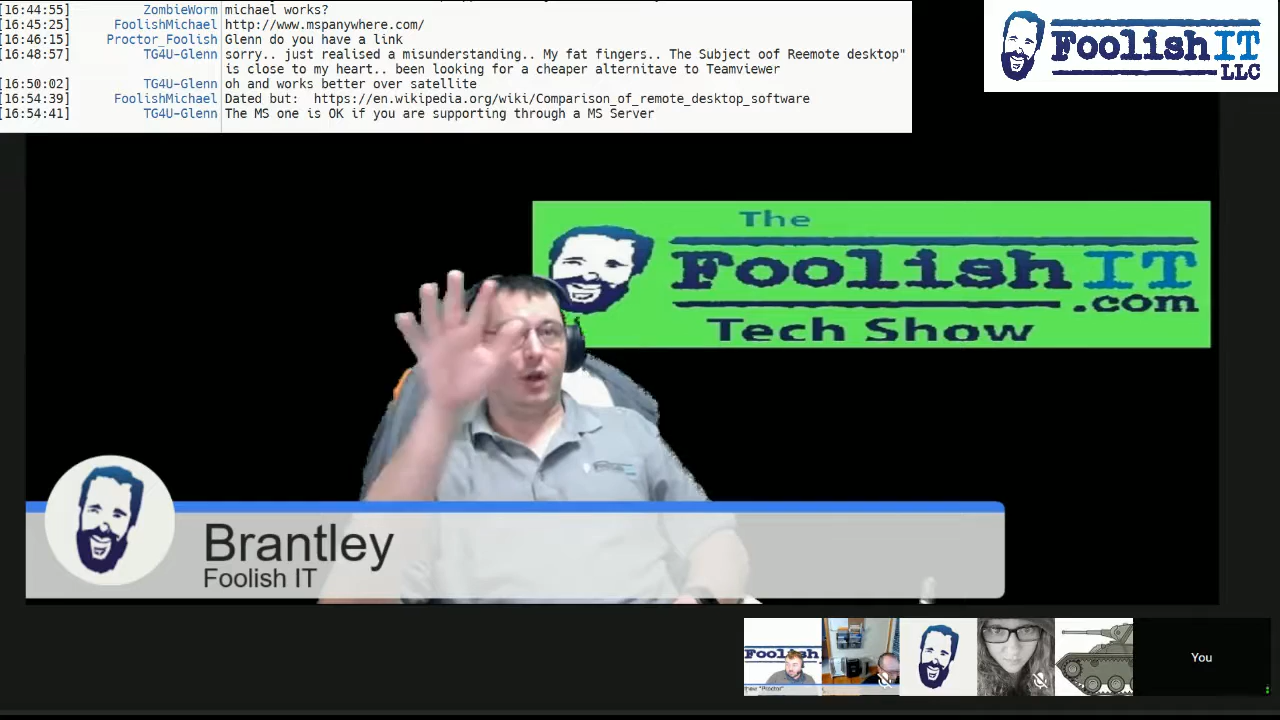 [16:44:55] ZombieWorm michael works?
[16:45:25] FoolishMichael http://www.mspanywhere.com/
[16:46:15] Proctor_Foolish Glenn do you have a link
[16:48:57] TG4U-Glenn sorry.. just realised a misunderstanding.. My fat fingers.. The Subject oof Reemote desktop"
is close to my heart.. been looking for a cheaper alternitave to Teamviewer
[16:50:02] TG4U-Glenn oh and works better over satellite
[16:54:39] FoolishMichael Dated but: https://en.wikipedia.org/wiki/Comparison_of_remote_desktop_software
[16:54:41] TG4U-Glenn The MS one is OK if you are supporting through a MS Server
FoolishIT
LLC
The
FoolishIT
.com
Tech Show
Brantley
Foolish IT
Foolish
"Proctor"
You